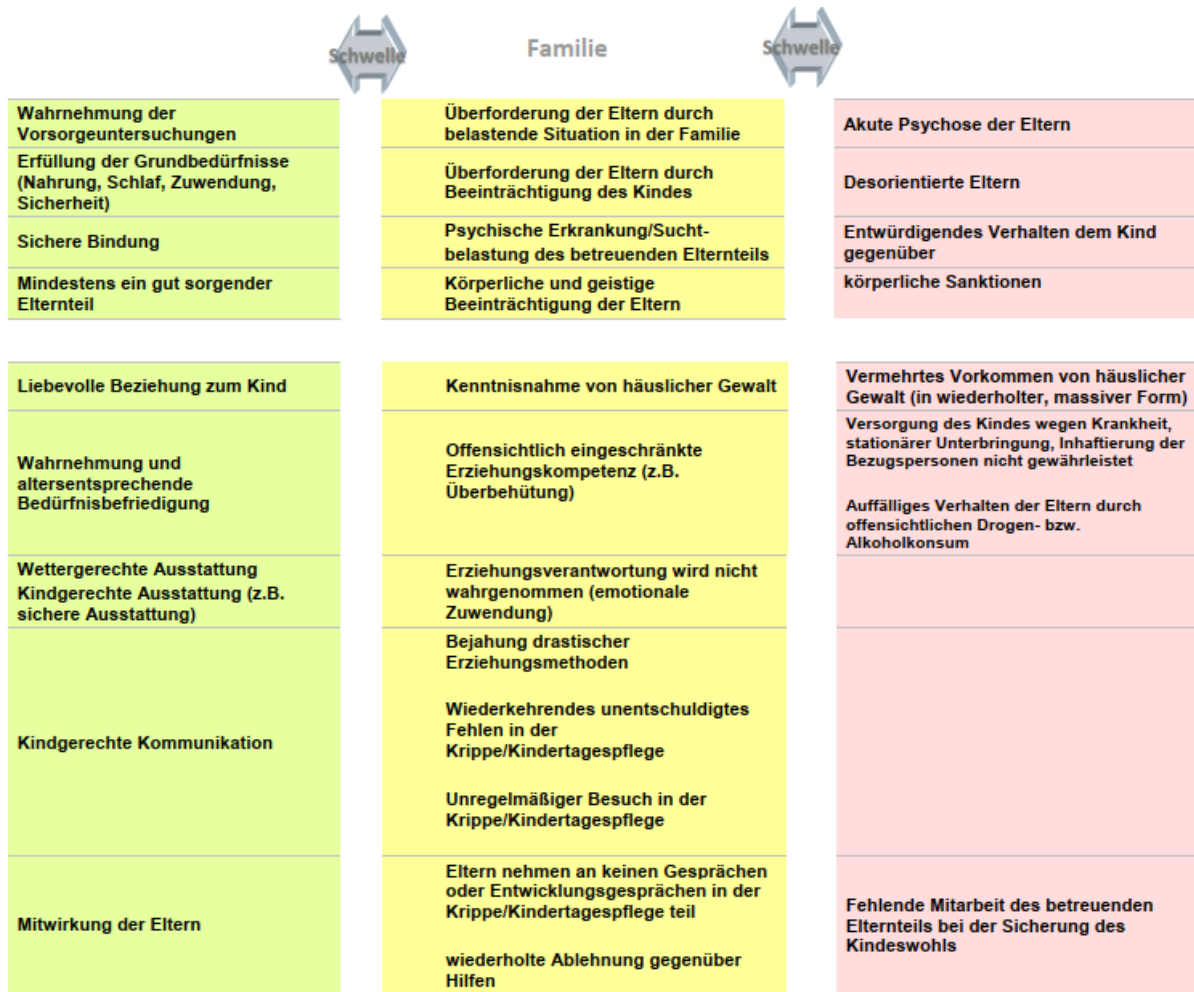 Schwelle
Familie
Schwelle
Wahrnehmung der
Vorsorgeuntersuchungen
Überforderung der Eltern durch
belastende Situation in der Familie
Akute Psychose der Eltern
Erfüllung der Grundbedürfnisse
(Nahrung, Schlaf, Zuwendung,
Sicherheit)
Überforderung der Eltern durch
Beeinträchtigung des Kindes
Desorientierte Eltern
Sichere Bindung
Psychische Erkrankung/Sucht-
belastung des betreuenden Elternteils
Entwürdigendes Verhalten dem Kind
gegenüber
Mindestens ein gut sorgender
Elternteil
Körperliche und geistige
Beeinträchtigung der Eltern
körperliche Sanktionen
Liebevolle Beziehung zum Kind
Kenntnisnahme von häuslicher Gewalt
Vermehrtes Vorkommen von häuslicher
Gewalt (in wiederholter, massiver Form)
Wahrnehmung und
altersentsprechende
Bedürfnisbefriedigung
Offensichtlich eingeschränkte
Erziehungskompetenz (z.B.
Überbehütung)
Versorgung des Kindes wegen Krankheit,
stationärer Unterbringung, Inhaftierung der
Bezugspersonen nicht gewährleistet
Auffälliges Verhalten der Eltern durch
offensichtlichen Drogen- bzw.
Alkoholkonsum
Wettergerechte Ausstattung
Kindgerechte Ausstattung (z.B.
sichere Ausstattung)
Erziehungsverantwortung wird nicht
wahrgenommen (emotionale
Zuwendung)
Kindgerechte Kommunikation
Bejahung drastischer
Erziehungsmethoden
Wiederkehrendes unentschuldigtes
Fehlen in der
Krippe/Kindertagespflege
Unregelmäßiger Besuch in der
Krippe/Kindertagespflege
Mitwirkung der Eltern
Eltern nehmen an keinen Gesprächen
oder Entwicklungsgesprächen in der
Krippe/Kindertagespflege teil
wiederholte Ablehnung gegenüber
Hilfen
Fehlende Mitarbeit des betreuenden
Elternteils bei der Sicherung des
Kindeswohls